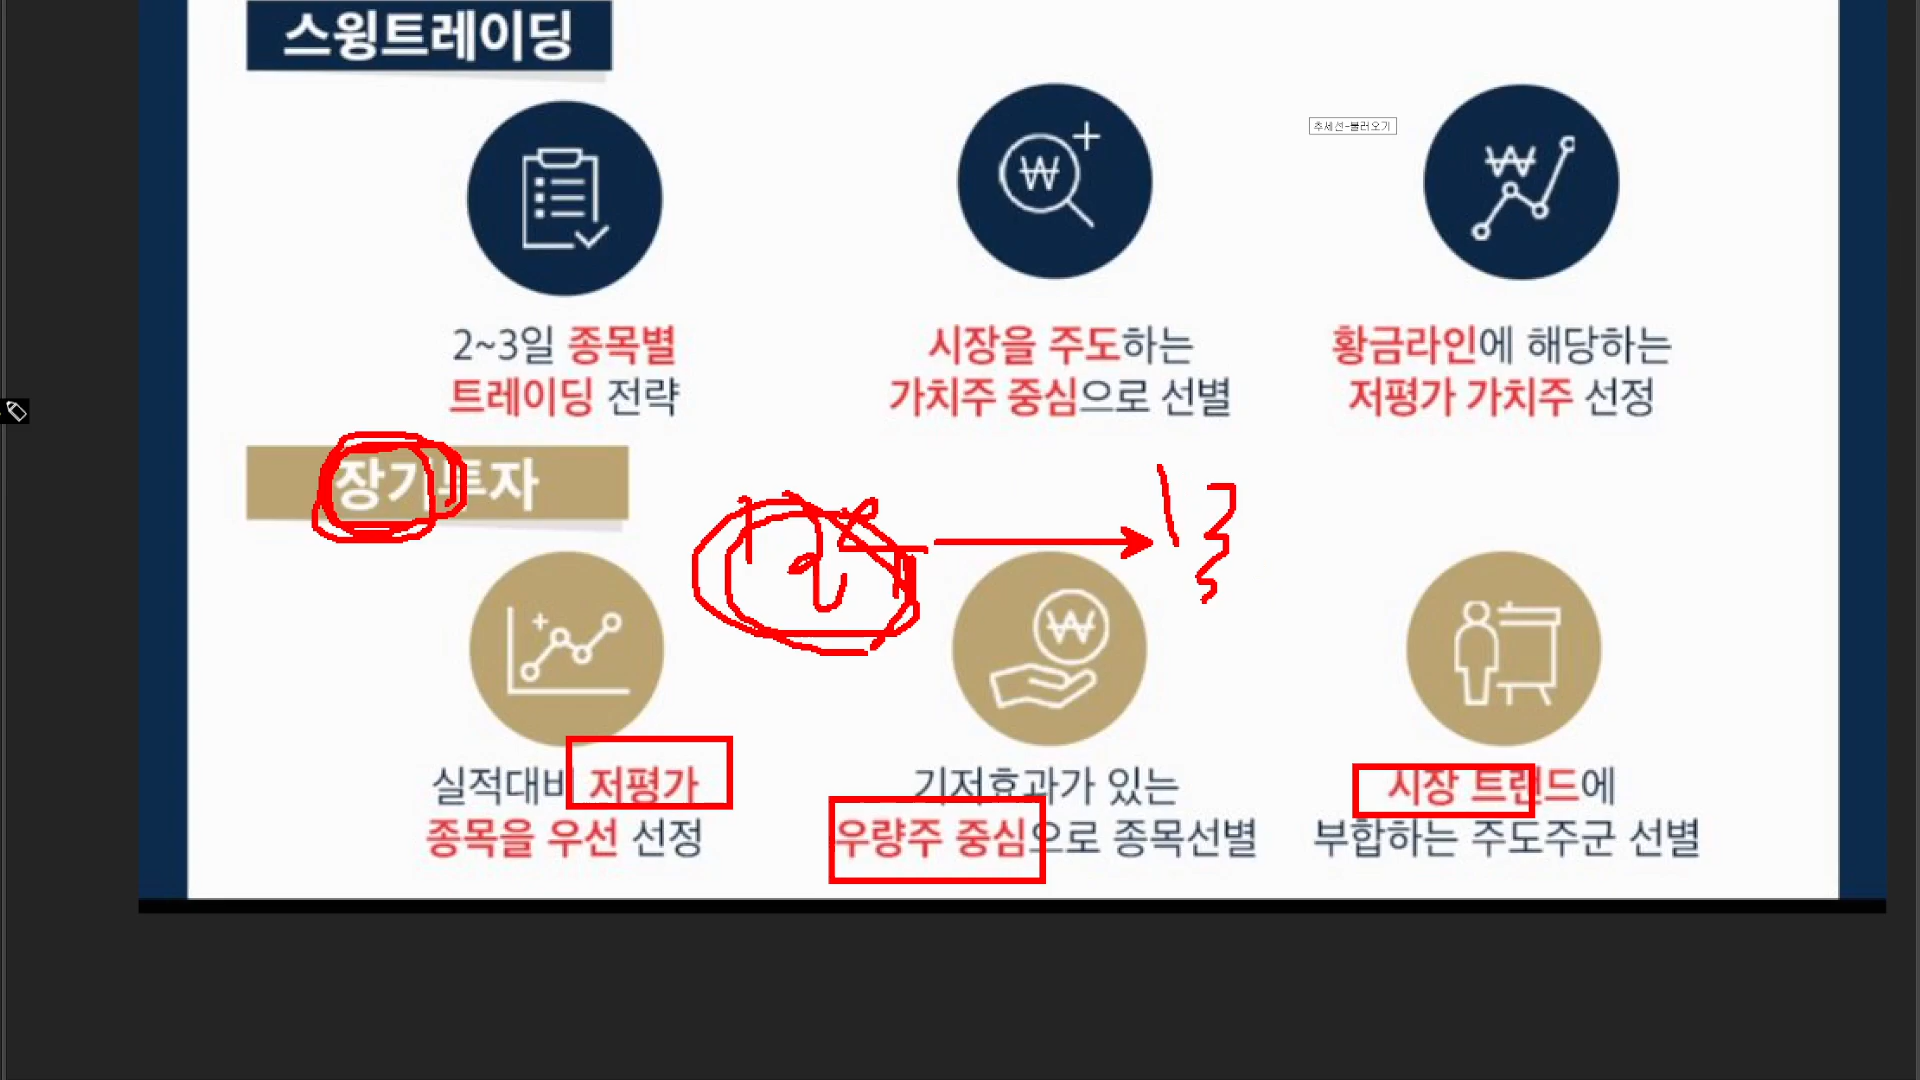 스윙트레이딩
추세선-불러오기
2~3일 종목별
트레이딩 전략
시장을 주도하는
가치주 중심으로 선별
황금라인에 해당하는
저평가 가치주 선정
장기투자
실적대비 저평가
종목을 우선 선정
기저효과가 있는
우량주 중심으로 종목선별
시장 트랜드에
부합하는 주도주군 선별